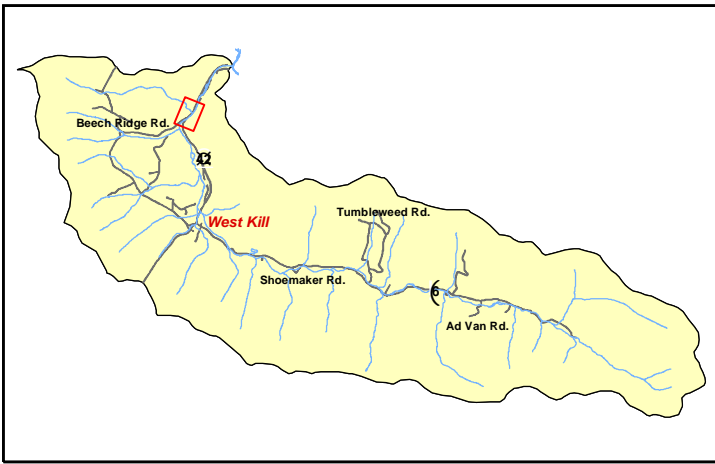 Beech Ridge Rd.
42
West Kill
Tumbleweed Rd.
Shoemaker Rd.
6
Ad Van Rd.